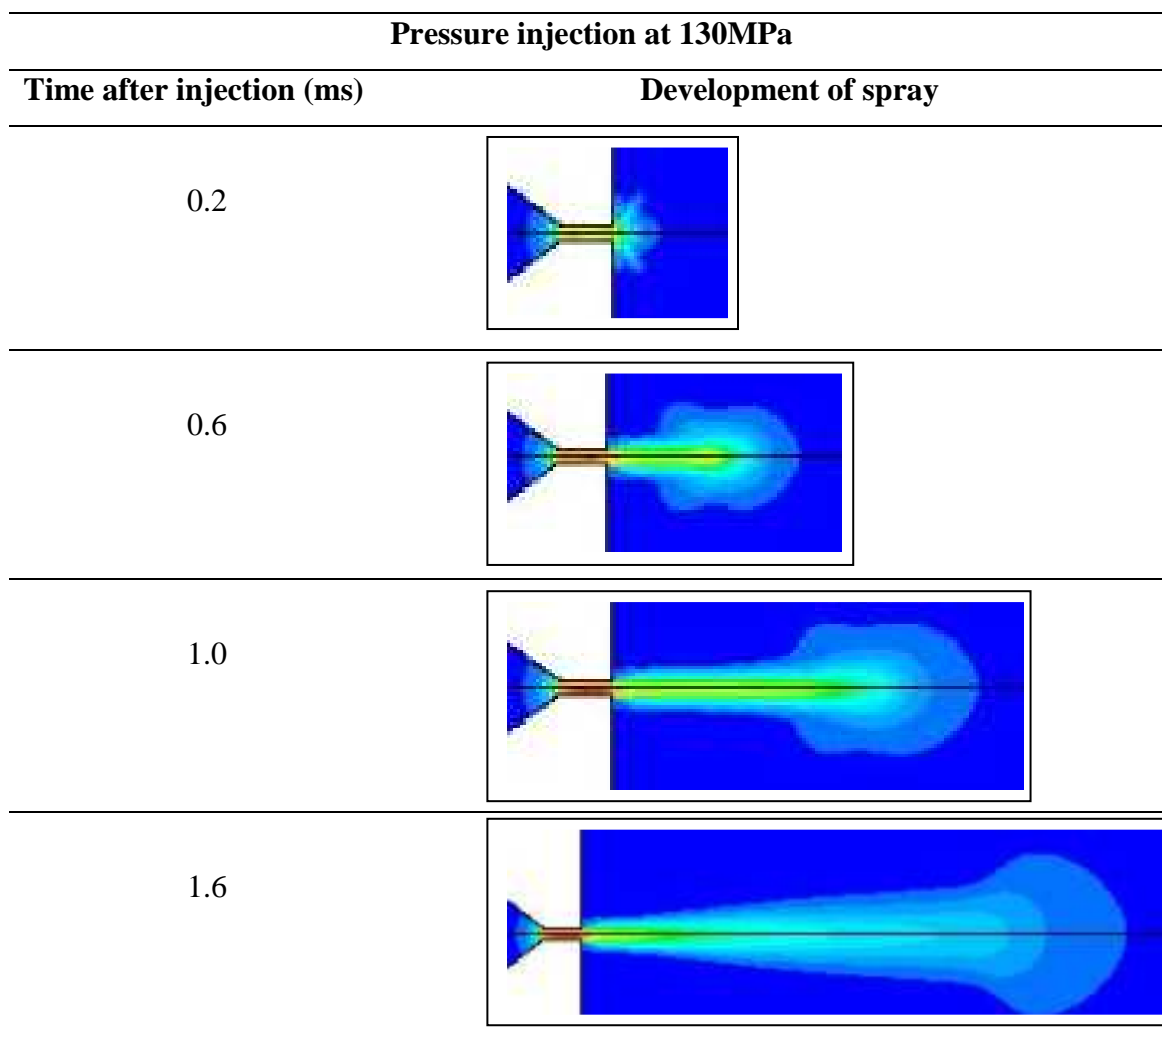 Pressure injection at 130MPa
Time after injection (ms) Development of spray
0.2
0.6
1.0
1.6